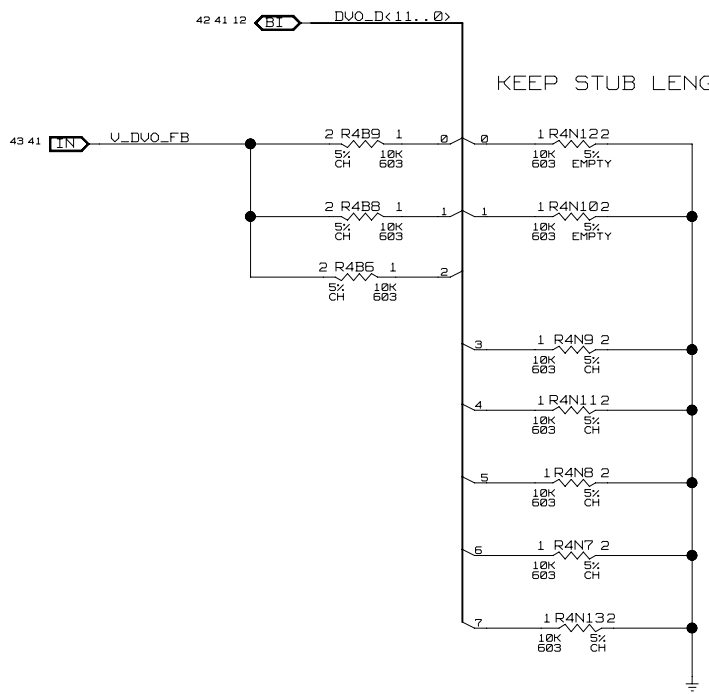 42 41 12 BI DVO_D<11..0>
KEEP STUB LENG
43 41 IN V_DVO_FB
2 R4B9 1 0 0 1 R4N12 2
5% 10K 10K 5%
CH 603 603 EMPTY
2 R4B8 1 1 1 1 R4N10 2
5% 10K 10K 5%
CH 603 603 EMPTY
2 R4B6 1 2
5% 10K
CH 603
3 1 R4N9 2
10K 5%
603 CH
4 1 R4N11 2
10K 5%
603 CH
5 1 R4N8 2
10K 5%
603 CH
6 1 R4N7 2
10K 5%
603 CH
7 1 R4N13 2
10K 5%
603 CH